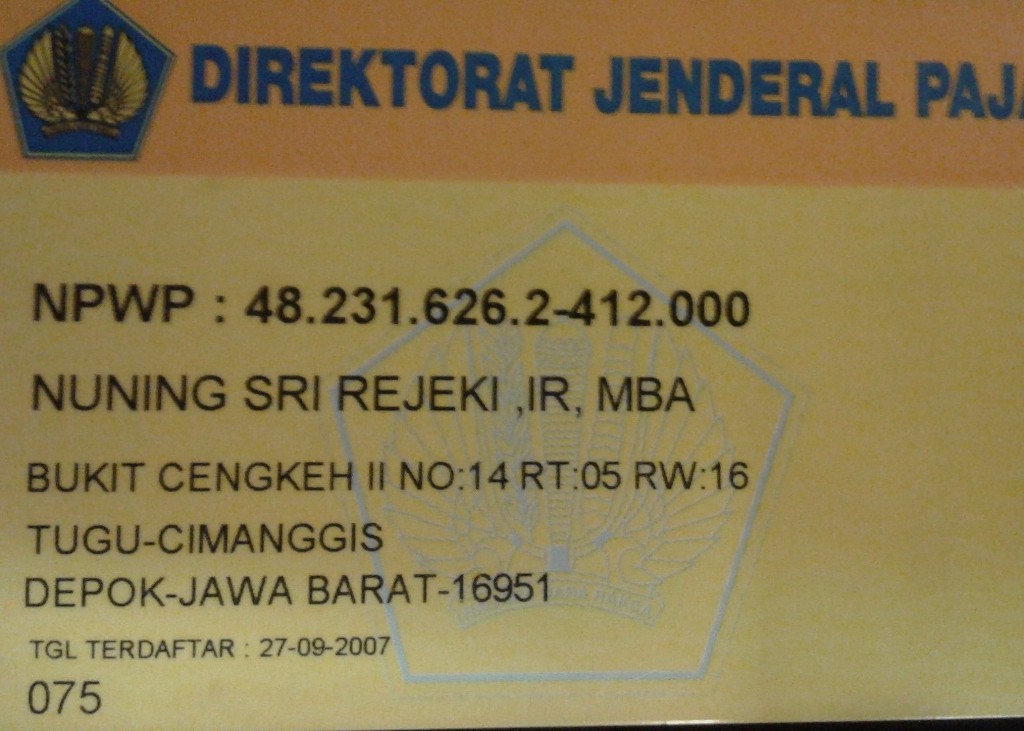 DIREKTORAT JENDERAL PAJA
NPWP : 48.231.626.2-412.000
NUNING SRI REJEKI ,IR, MBA
BUKIT CENGKEH II NO:14 RT:05 RW:16
TUGU-CIMANGGIS
DEPOK-JAWA BARAT-16951
TGL TERDAFTAR : 27-09-2007
075